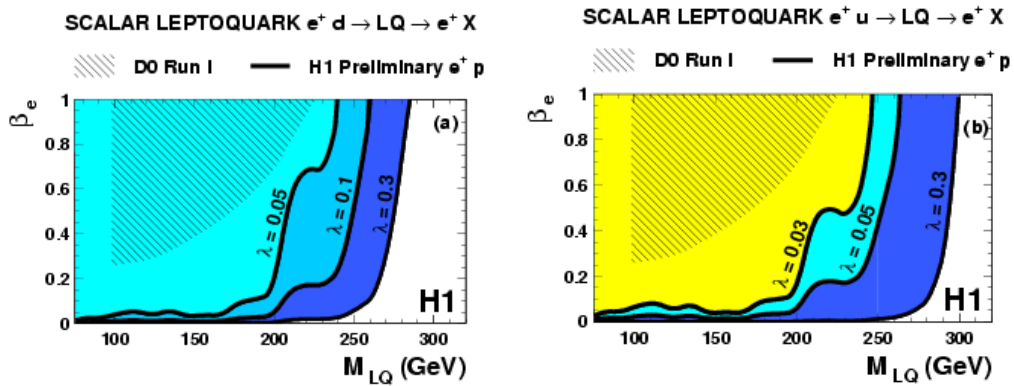 SCALAR LEPTOQUARK e⁺ d → LQ → e⁺ X
D0 Run I H1 Preliminary e⁺ p
β_e
1
0.8
0.6
0.4
0.2
0
(a)
λ = 0.05
λ = 0.1
λ = 0.3
H1
100 150 200 250 300
M_LQ (GeV)
SCALAR LEPTOQUARK e⁺ u → LQ → e⁺ X
D0 Run I H1 Preliminary e⁺ p
β_e
1
0.8
0.6
0.4
0.2
0
(b)
λ = 0.03
λ = 0.05
λ = 0.3
H1
100 150 200 250 300
M_LQ (GeV)